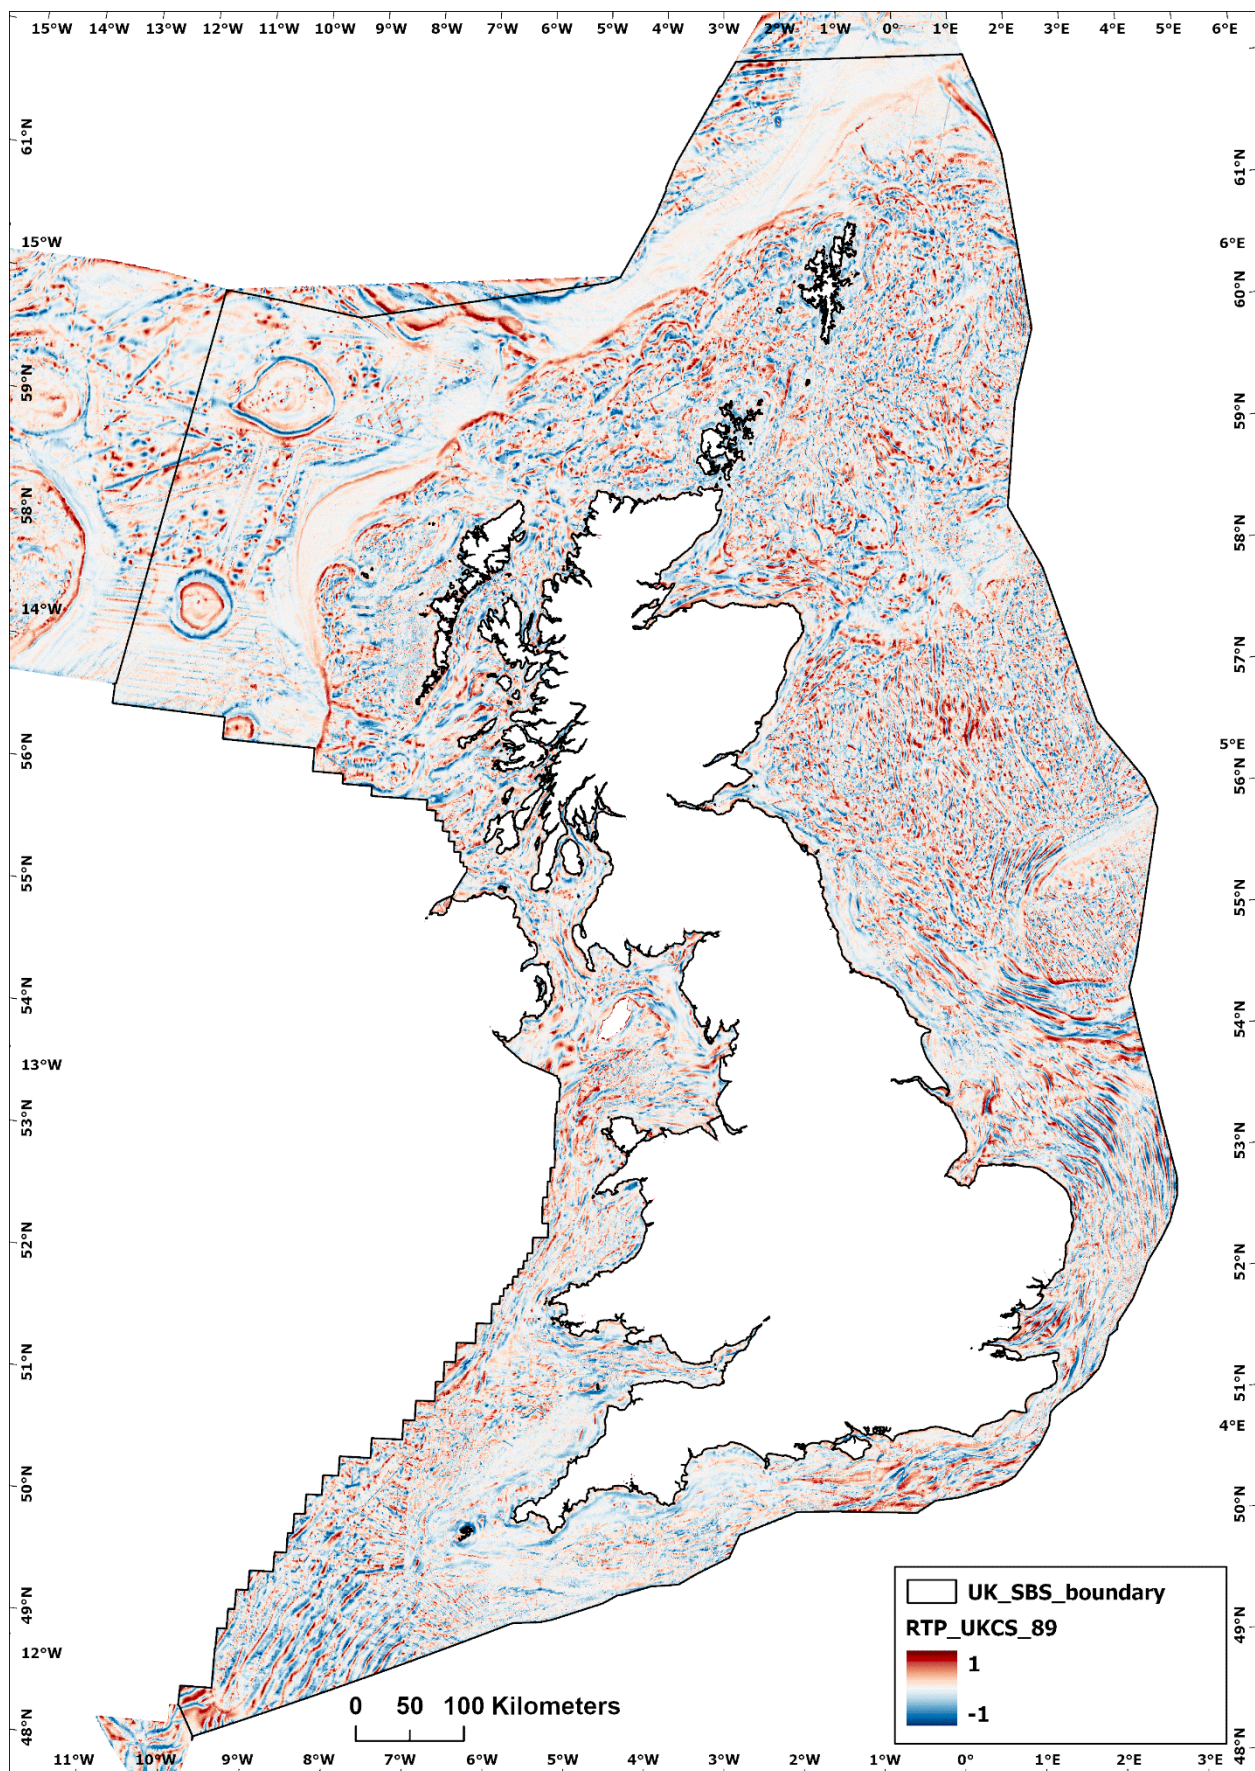 15°W 14°W 13°W 12°W 11°W 10°W 9°W 8°W 7°W 6°W 5°W 4°W 3°W 2°W 1°W 0° 1°E 2°E 3°E 4°E 5°E 6°E
61°N
61°N
15°W
6°E
60°N
59°N
59°N
58°N
58°N
14°W
57°N
5°E
56°N
56°N
55°N
55°N
54°N
54°N
13°W
53°N
53°N
52°N
52°N
51°N
51°N
4°E
50°N
50°N
UK_SBS_boundary
49°N
49°N
RTP_UKCS_89
12°W
1
-1
0 50 100 Kilometers
48°N
48°N
11°W 10°W 9°W 8°W 7°W 6°W 5°W 4°W 3°W 2°W 1°W 0° 1°E 2°E 3°E